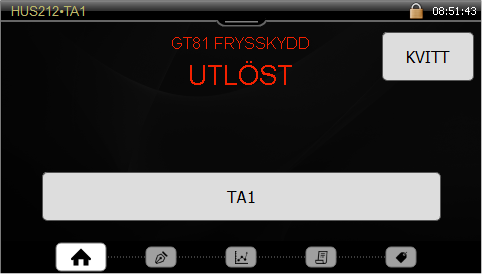 HUS212•TA1
08:51:43
GT81 FRYSSKYDD
UTLÖST
KVITT
TA1